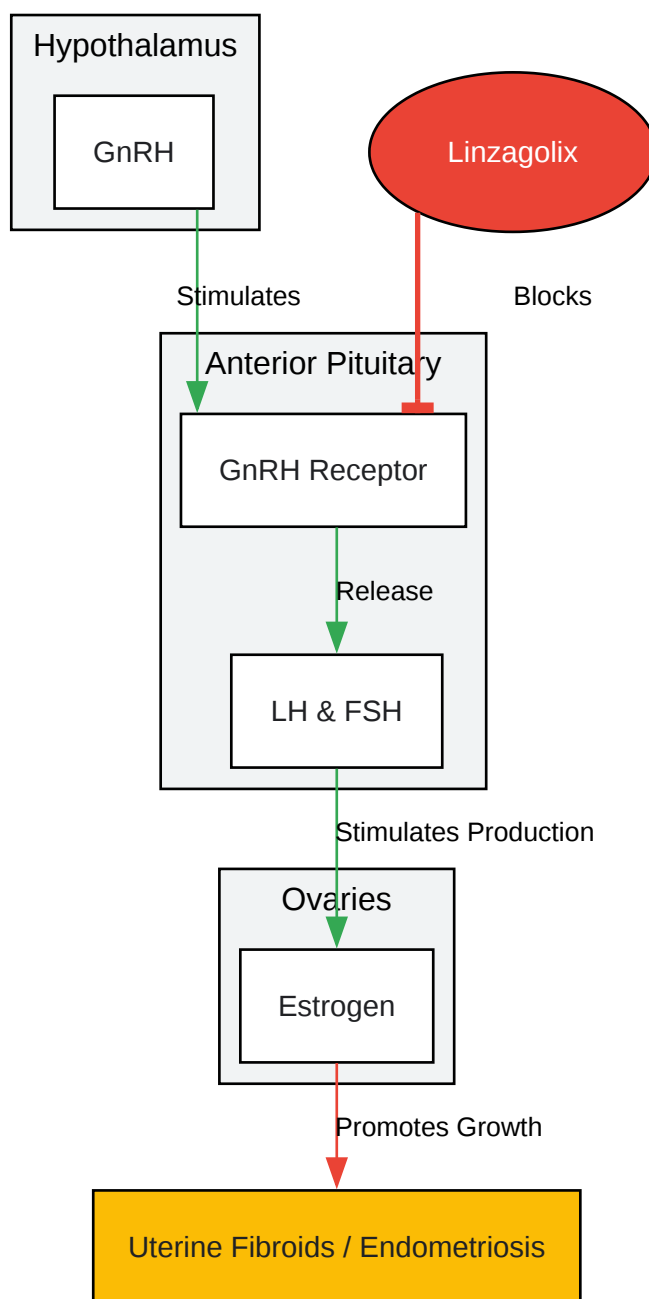 Hypothalamus
GnRH
Linzagolix
Stimulates
Blocks
Anterior Pituitary
GnRH Receptor
Release
LH & FSH
Stimulates Production
Ovaries
Estrogen
Promotes Growth
Uterine Fibroids / Endometriosis